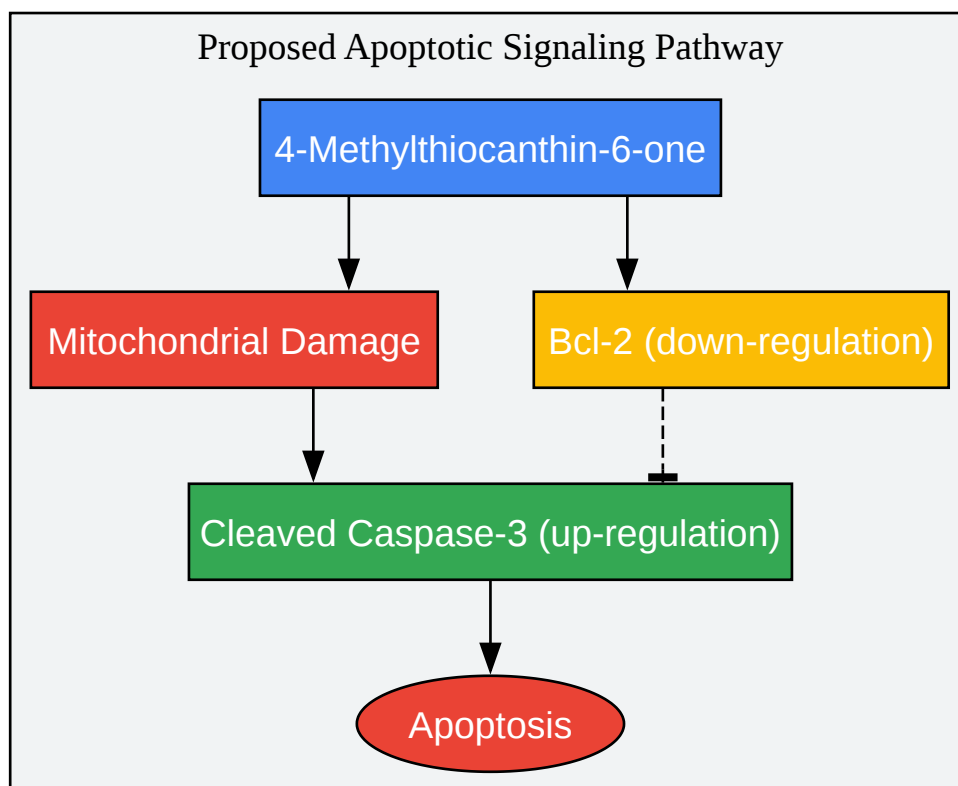 Proposed Apoptotic Signaling Pathway
4-Methylthiocanthin-6-one
Mitochondrial Damage
Bcl-2 (down-regulation)
Cleaved Caspase-3 (up-regulation)
Apoptosis